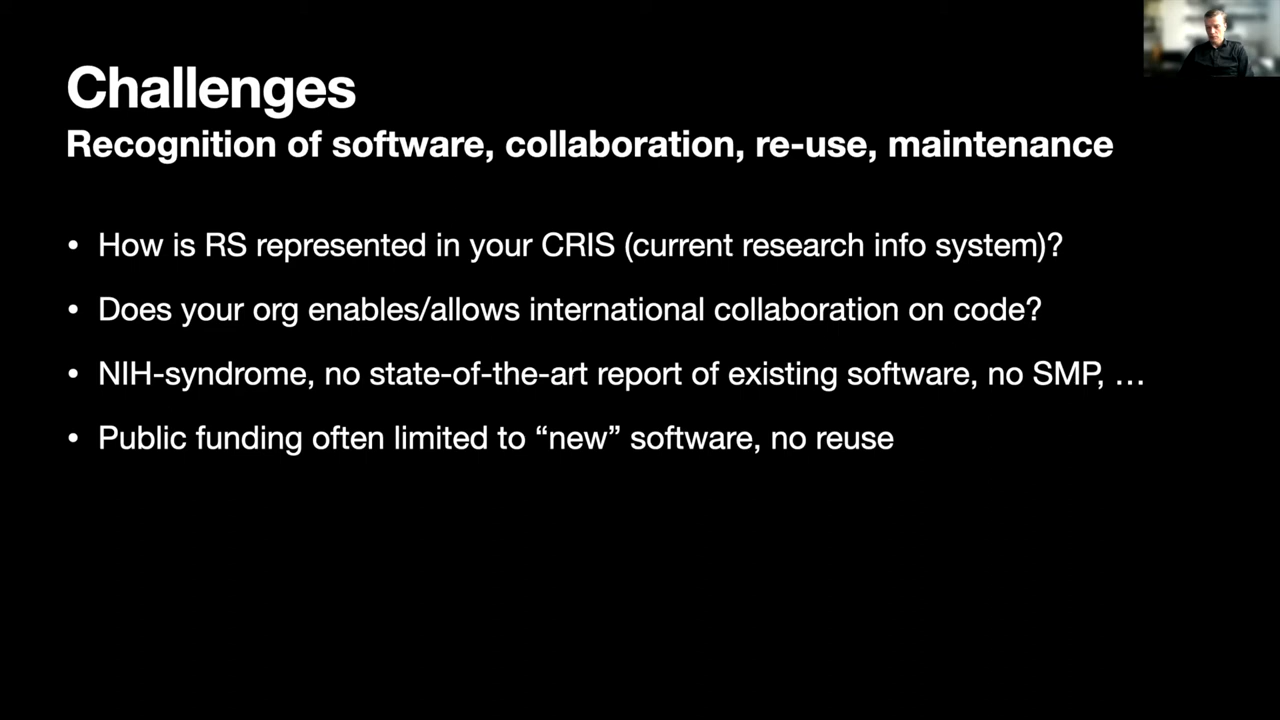 Challenges
Recognition of software, collaboration, re-use, maintenance
• How is RS represented in your CRIS (current research info system)?
• Does your org enables/allows international collaboration on code?
• NIH-syndrome, no state-of-the-art report of existing software, no SMP, …
• Public funding often limited to “new” software, no reuse